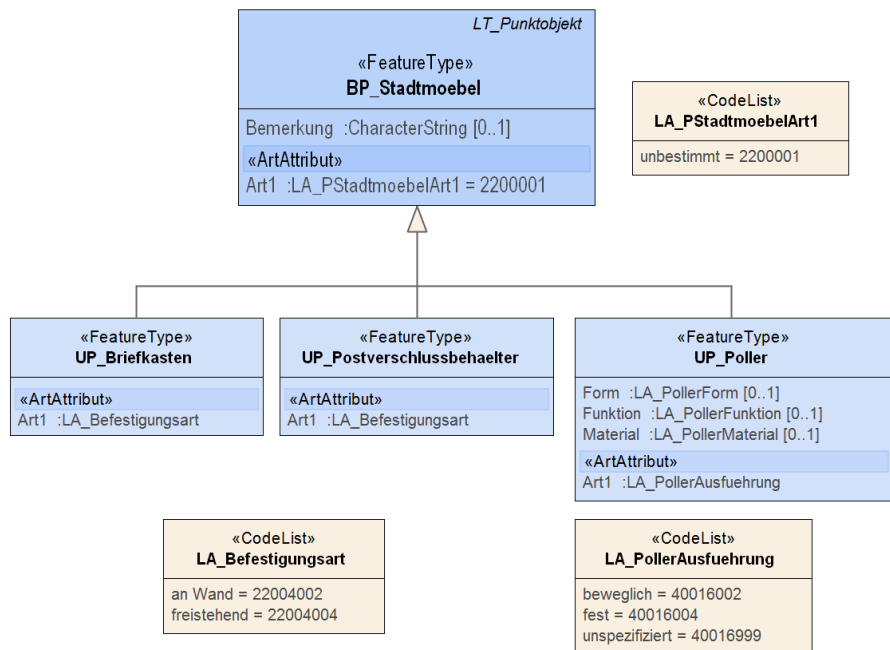 LT_Punktobjekt
«FeatureType»
BP_Stadtmoebel
Bemerkung :CharacterString [0..1]
«ArtAttribut»
Art1 :LA_PStadtmoebelArt1 = 2200001
«CodeList»
LA_PStadtmoebelArt1
unbestimmt = 2200001
«FeatureType»
UP_Briefkasten
«ArtAttribut»
Art1 :LA_Befestigungsart
«FeatureType»
UP_Postverschlussbehaelter
«ArtAttribut»
Art1 :LA_Befestigungsart
«FeatureType»
UP_Poller
Form :LA_PollerForm [0..1]
Funktion :LA_PollerFunktion [0..1]
Material :LA_PollerMaterial [0..1]
«ArtAttribut»
Art1 :LA_PollerAusfuehrung
«CodeList»
LA_Befestigungsart
an Wand = 22004002
freistehend = 22004004
«CodeList»
LA_PollerAusfuehrung
beweglich = 40016002
fest = 40016004
unspezifiziert = 40016999